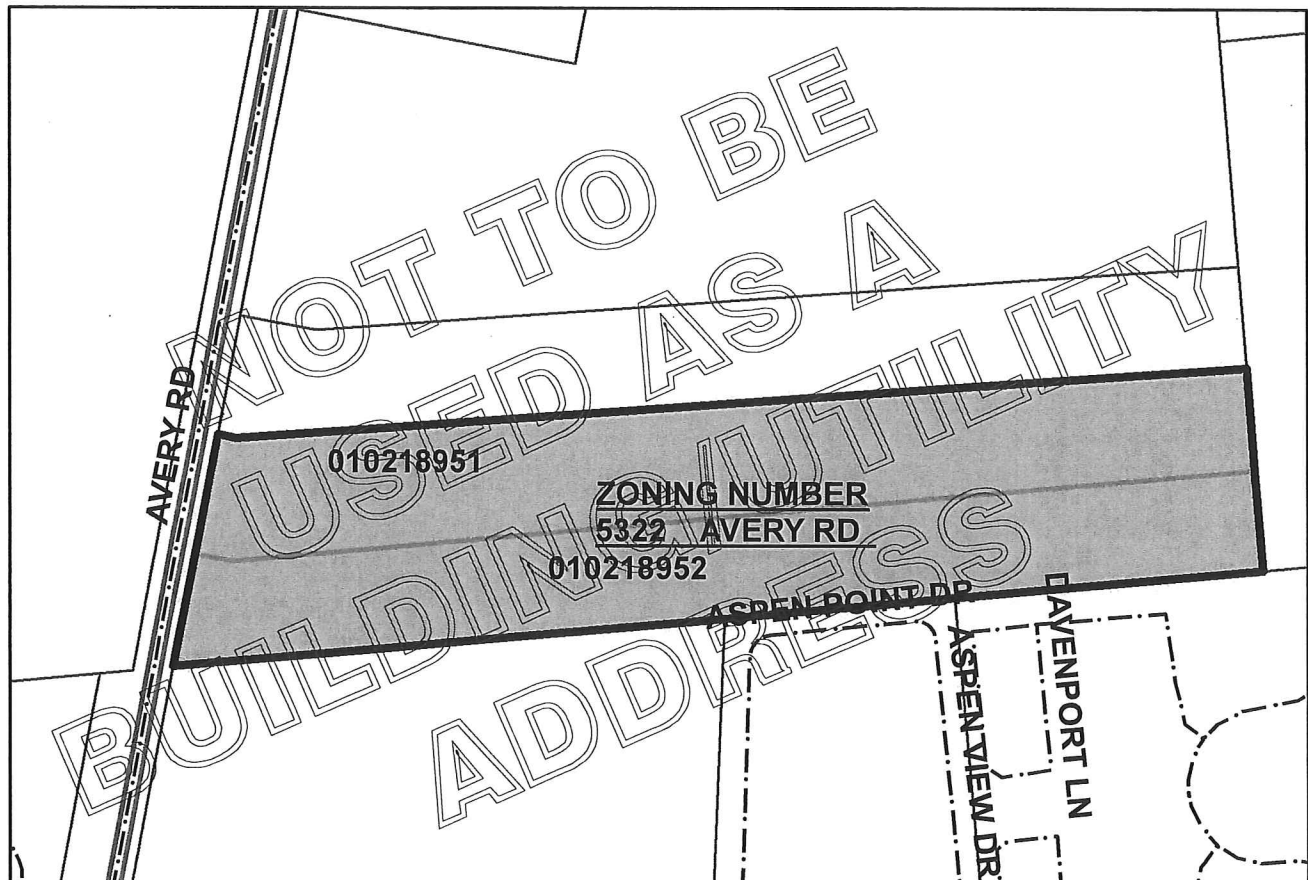 NOT TO BE
USED AS A
BUILDING/UTILITY
ADDRESS
AVERY RD
010218951
ZONING NUMBER
5322 AVERY RD
010218952
ASPEN POINT DR
ASPEN VIEW DR
DAVENPORT LN